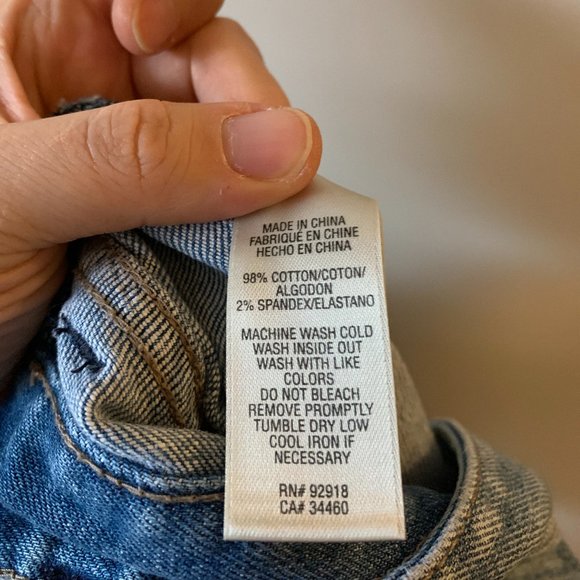 MADE IN CHINA
FABRIQUÉ EN CHINE
HECHO EN CHINA
98% COTTON/COTON/
ALGODON
2% SPANDEX/ELASTANO
MACHINE WASH COLD
WASH INSIDE OUT
WASH WITH LIKE
COLORS
DO NOT BLEACH
REMOVE PROMPTLY
TUMBLE DRY LOW
COOL IRON IF
NECESSARY
RN# 92918
CA# 34460